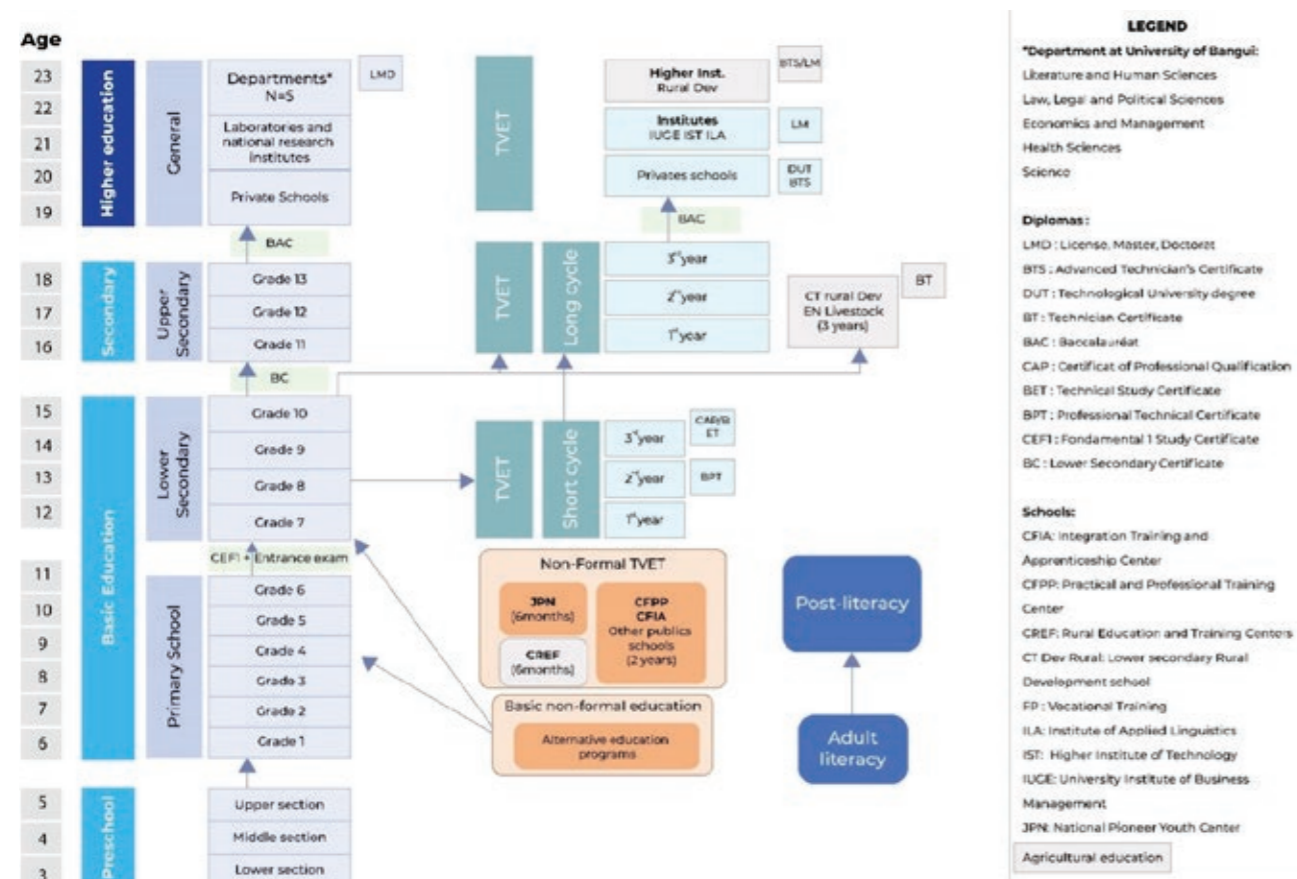 Age
23
22
21
20
19
18
17
16
15
14
13
12
11
10
9
8
7
6
5
4
3
Higher education
Secondary
Basic Education
Preschool
General
Upper
Secondary
Lower
Secondary
Primary School
Departments*
N=5
LMD
Laboratories and
national research
institutes
Private Schools
BAC
Grade 13
Grade 12
Grade 11
BC
Grade 10
Grade 9
Grade 8
Grade 7
CEF1 + Entrance exam
Grade 6
Grade 5
Grade 4
Grade 3
Grade 2
Grade 1
Upper section
Middle section
Lower section
TVET
Higher Inst.
Rural Dev
BTS/LM
Institutes
IUGE IST ILA
LM
Privates schools
DUT
BTS
BAC
TVET
Long cycle
3rd year
2nd year
1st year
CT rural Dev
EN Livestock
(3 years)
BT
TVET
Short cycle
3rd year
2nd year
1st year
CAP/B
ET
BPT
Non-Formal TVET
JPN
(6months)
CREF
(6months)
CFPP
CFIA
Other publics
schools
(2 years)
Basic non-formal education
Alternative education
programs
Post-literacy
Adult
literacy
LEGEND
*Department at University of Bangui:
Literature and Human Sciences
Law, Legal and Political Sciences
Economics and Management
Health Sciences
Science
Diplomas :
LMD : License, Master, Doctorat
BTS : Advanced Technician's Certificate
DUT : Technological University degree
BT : Technician Certificate
BAC : Baccalauréat
CAP : Certificat of Professional Qualification
BET : Technical Study Certificate
BPT : Professional Technical Certificate
CEF1 : Fondamental 1 Study Certificate
BC : Lower Secondary Certificate
Schools:
CFIA: Integration Training and
Apprenticeship Center
CFPP: Practical and Professional Training
Center
CREF: Rural Education and Training Centers
CT Dev Rural: Lower secondary Rural
Development school
FP : Vocational Training
ILA: Institute of Applied Linguistics
IST: Higher Institute of Technology
IUGE: University Institute of Business
Management
JPN: National Pioneer Youth Center
Agricultural education